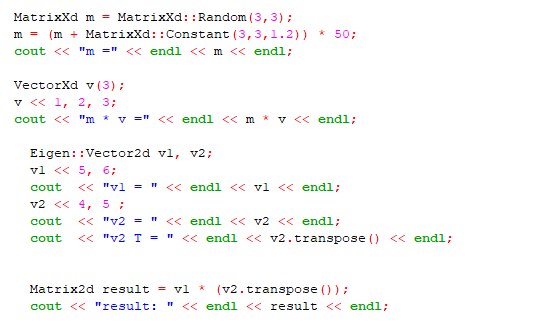 MatrixXd m = MatrixXd::Random(3,3);
m = (m + MatrixXd::Constant(3,3,1.2)) * 50;
cout << "m =" << endl << m << endl;
VectorXd v(3);
v << 1, 2, 3;
cout << "m * v =" << endl << m * v << endl;
Eigen::Vector2d v1, v2;
v1 << 5, 6;
cout  << "v1 = " << endl << v1 << endl;
v2 << 4, 5 ;
cout  << "v2 = " << endl << v2 << endl;
cout  << "v2 T = " << endl << v2.transpose() << endl;
Matrix2d result = v1 * (v2.transpose());
cout << "result: " << endl << result << endl;